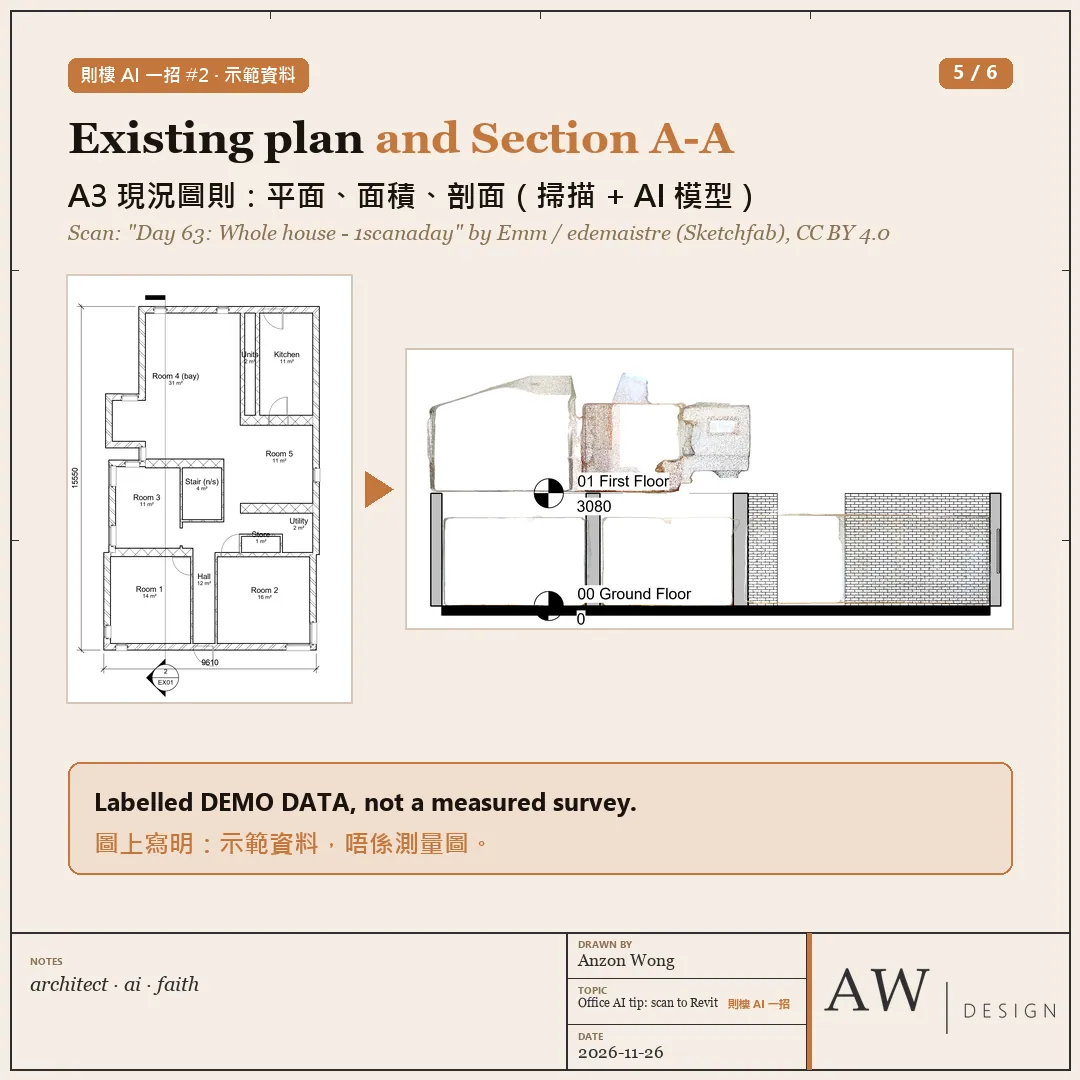 則樓 AI 一招 #2 · 示範資料
5 / 6
Existing plan and Section A-A
A3 現況圖則：平面、面積、剖面（掃描 + AI 模型）
Scan: "Day 63: Whole house - 1scanaday" by Emm / edemaistre (Sketchfab), CC BY 4.0
Room 4 (bay)
31 m²
Units
2 m²
Kitchen
11 m²
Room 5
11 m²
Stair (n/s)
4 m²
Room 3
11 m²
Utility
2 m²
Store
1 m²
Hall
12 m²
Room 1
14 m²
Room 2
16 m²
15550
9610
2
EX01
01 First Floor
3080
00 Ground Floor
0
Labelled DEMO DATA, not a measured survey.
圖上寫明：示範資料，唔係測量圖。
NOTES
architect · ai · faith
DRAWN BY
Anzon Wong
TOPIC
Office AI tip: scan to Revit 則樓 AI 一招
DATE
2026-11-26
AW DESIGN